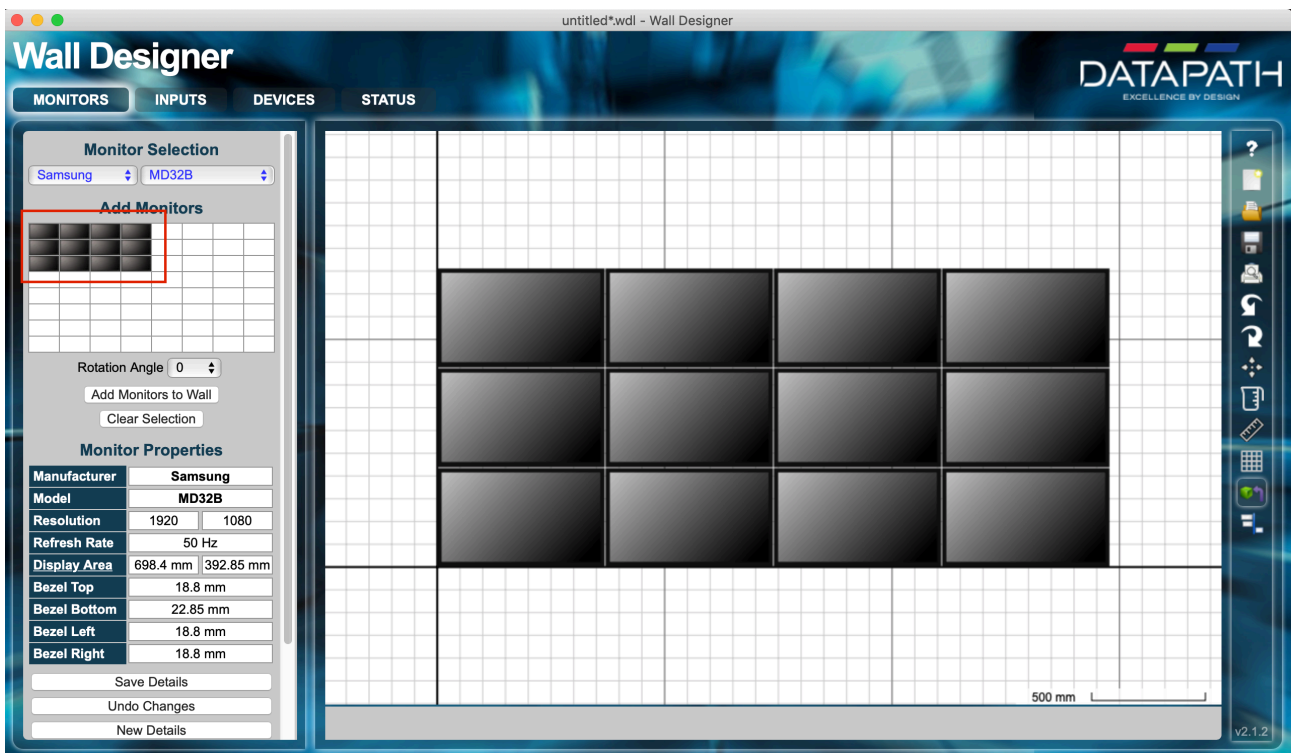 untitled*.wdl - Wall Designer
Wall Designer
DATAPATH
EXCELLENCE BY DESIGN
MONITORS INPUTS DEVICES STATUS
Monitor Selection
Samsung MD32B
Add Monitors
Rotation Angle 0
Add Monitors to Wall
Clear Selection
Monitor Properties
Manufacturer Samsung
Model MD32B
Resolution 1920 1080
Refresh Rate 50 Hz
Display Area 698.4 mm 392.85 mm
Bezel Top 18.8 mm
Bezel Bottom 22.85 mm
Bezel Left 18.8 mm
Bezel Right 18.8 mm
Save Details
Undo Changes
New Details
500 mm
?
v2.1.2